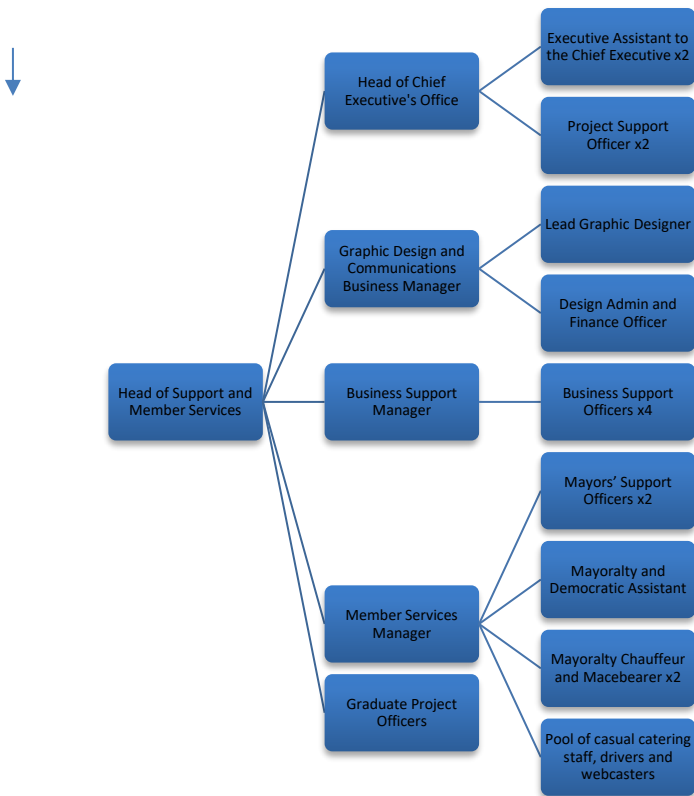 Head of Support and
Member Services
Head of Chief
Executive's Office
Executive Assistant to
the Chief Executive x2
Project Support
Officer x2
Graphic Design and
Communications
Business Manager
Lead Graphic Designer
Design Admin and
Finance Officer
Business Support
Manager
Business Support
Officers x4
Member Services
Manager
Mayors’ Support
Officers x2
Mayoralty and
Democratic Assistant
Mayoralty Chauffeur
and Macebearer x2
Pool of casual catering
staff, drivers and
webcasters
Graduate Project
Officers